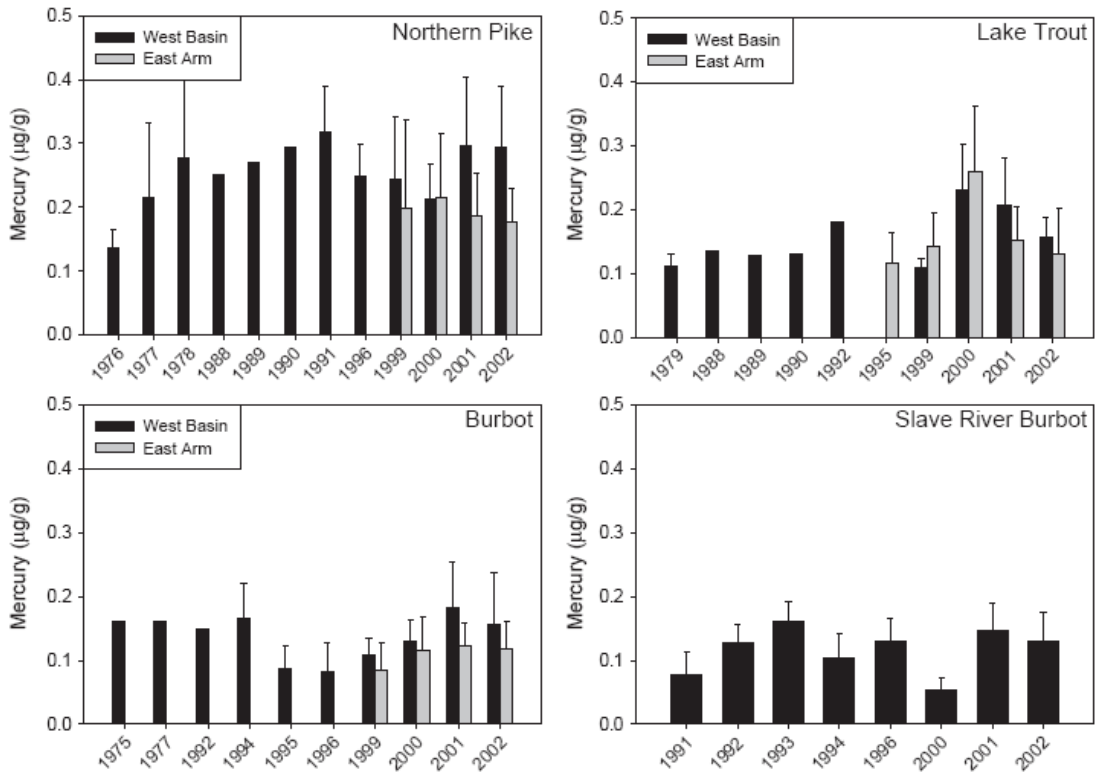 Northern Pike
West Basin
East Arm
Mercury (µg/g)
0.5
0.4
0.3
0.2
0.1
0.0
1976 1977 1978 1988 1989 1990 1991 1996 1999 2000 2001 2002
Lake Trout
West Basin
East Arm
Mercury (µg/g)
0.5
0.4
0.3
0.2
0.1
0.0
1979 1988 1989 1990 1992 1995 1999 2000 2001 2002
Burbot
West Basin
East Arm
Mercury (µg/g)
0.5
0.4
0.3
0.2
0.1
0.0
1975 1977 1992 1994 1995 1996 1999 2000 2001 2002
Slave River Burbot
Mercury (µg/g)
0.5
0.4
0.3
0.2
0.1
0.0
1991 1992 1993 1994 1996 2000 2001 2002